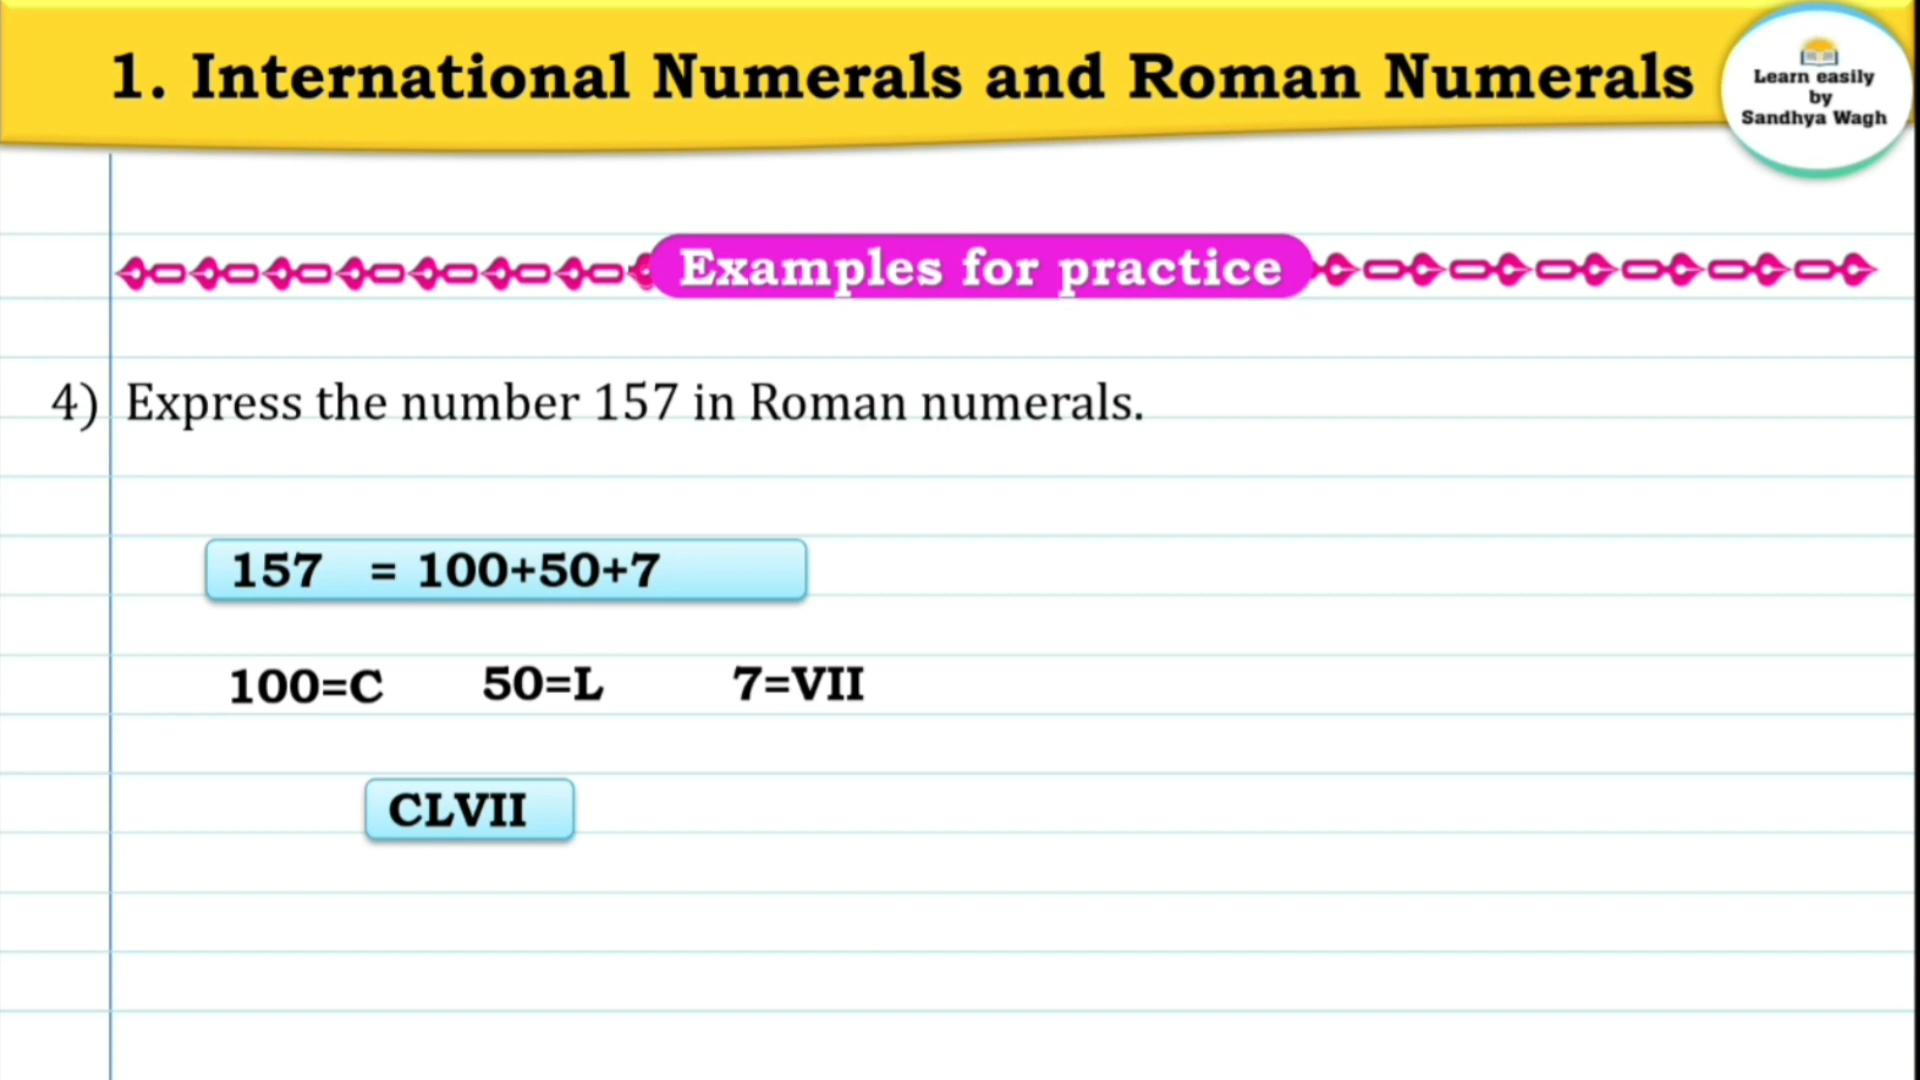 1. International Numerals and Roman Numerals
Learn easily
by
Sandhya Wagh
Examples for practice
4) Express the number 157 in Roman numerals.
157 = 100+50+7
100=C 50=L 7=VII
CLVII